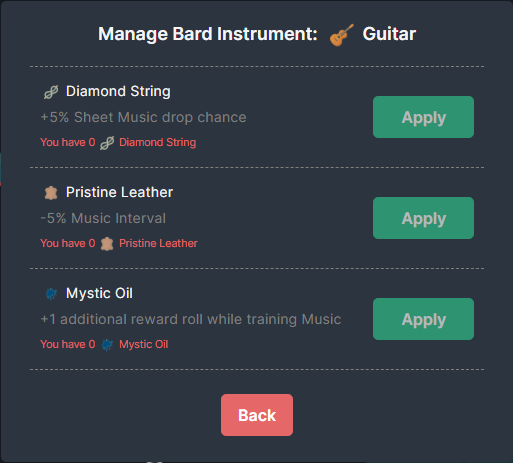 Manage Bard Instrument: Guitar
Diamond String
+5% Sheet Music drop chance
You have 0 Diamond String
Apply
Pristine Leather
-5% Music Interval
You have 0 Pristine Leather
Apply
Mystic Oil
+1 additional reward roll while training Music
You have 0 Mystic Oil
Apply
Back